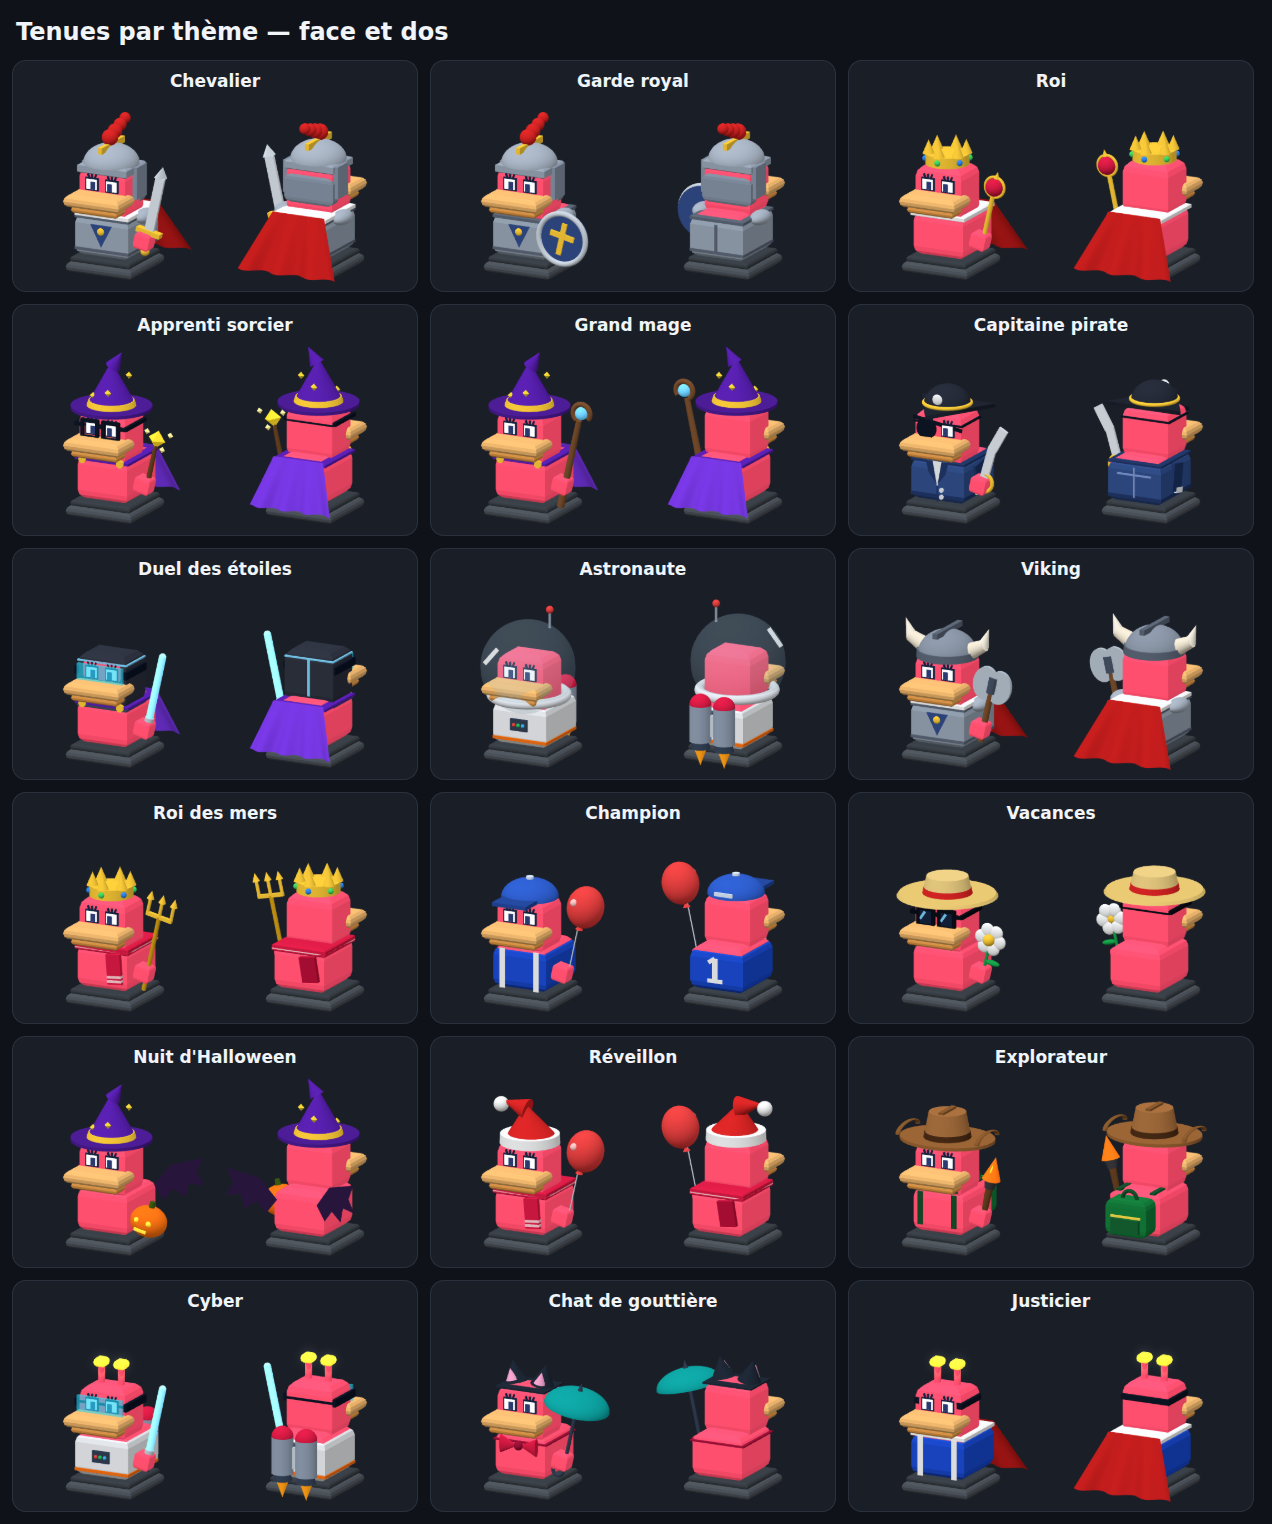 Tenues par thème — face et dos
Chevalier
Garde royal
Roi
Apprenti sorcier
Grand mage
Capitaine pirate
Duel des étoiles
Astronaute
Viking
Roi des mers
Champion
Vacances
1
Nuit d'Halloween
Réveillon
Explorateur
Cyber
Chat de gouttière
Justicier